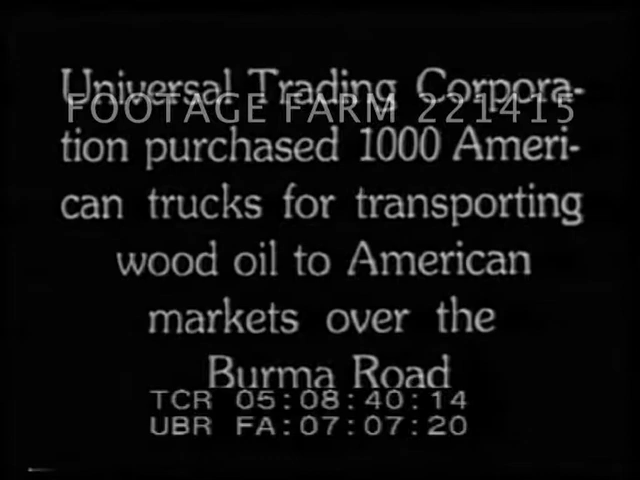 Universal Trading Corpora-
FOOTAGE FARM 221415
tion purchased 1000 Ameri-
can trucks for transporting
wood oil to American
markets over the
Burma Road
TCR 05:08:40:14
UBR FA:07:07:20